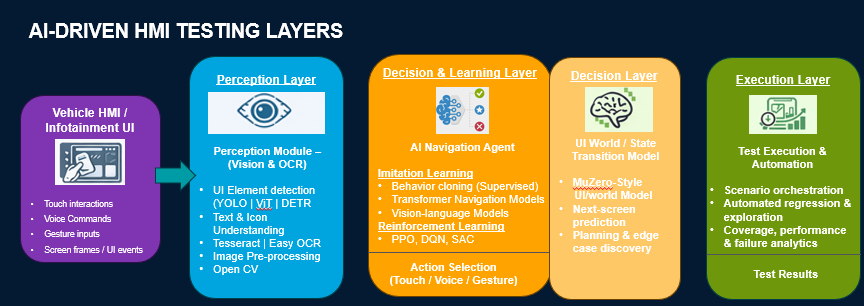 AI-DRIVEN HMI TESTING LAYERS
Vehicle HMI /
Infotainment UI
• Touch interactions
• Voice Commands
• Gesture inputs
• Screen frames / UI events
Perception Layer
Perception Module –
(Vision & OCR)
• UI Element detection
(YOLO | ViT | DETR
• Text & Icon
Understanding
• Tesseract | Easy OCR
• Image Pre-processing
• Open CV
Decision & Learning Layer
AI Navigation Agent
Imitation Learning
• Behavior cloning (Supervised)
• Transformer Navigation Models
• Vision-language Models
Reinforcement Learning
• PPO, DQN, SAC
Action Selection
(Touch / Voice / Gesture)
Decision Layer
UI World / State
Transition Model
• MuZero-Style
UI/world Model
• Next-screen
prediction
• Planning & edge
case discovery
Execution Layer
Test Execution &
Automation
• Scenario orchestration
• Automated regression &
exploration
• Coverage, performance
& failure analytics
Test Results